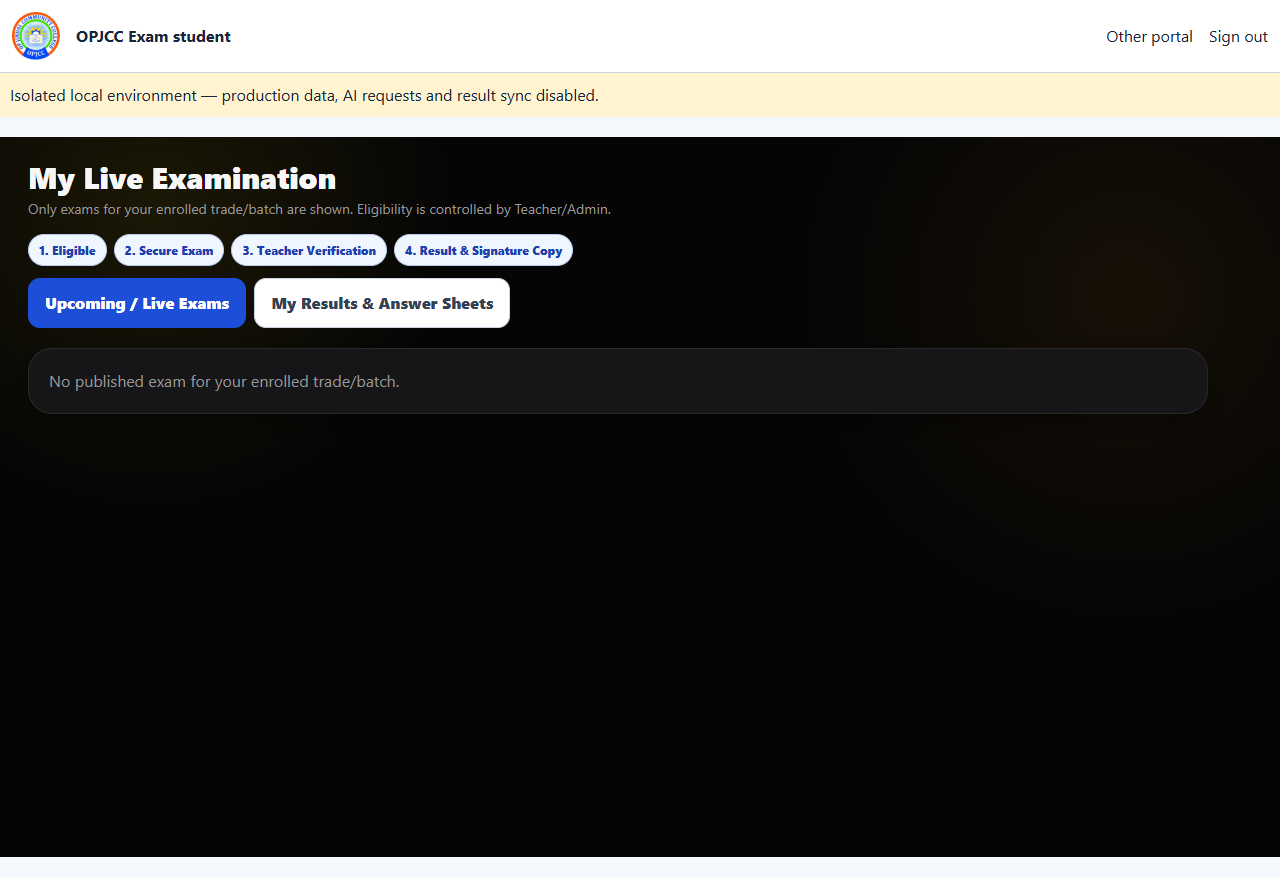 OPJCC
OPJCC Exam student
Other portal
Sign out
Isolated local environment — production data, AI requests and result sync disabled.
My Live Examination
Only exams for your enrolled trade/batch are shown. Eligibility is controlled by Teacher/Admin.
1. Eligible
2. Secure Exam
3. Teacher Verification
4. Result & Signature Copy
Upcoming / Live Exams
My Results & Answer Sheets
No published exam for your enrolled trade/batch.